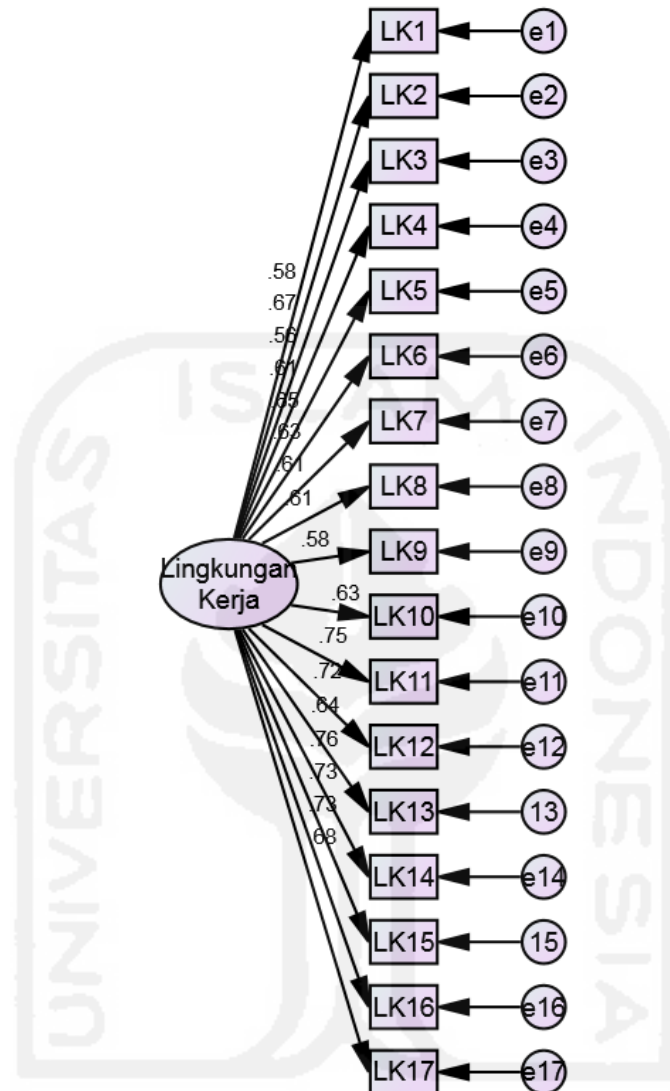 LK1
e1
LK2
e2
LK3
e3
LK4
e4
LK5
e5
LK6
e6
LK7
e7
LK8
e8
LK9
e9
LK10
e10
LK11
e11
LK12
e12
LK13
13
LK14
e14
LK15
15
LK16
e16
LK17
e17
.58
.67
.56
.61
.65
.63
.61
.61
.58
.63
.75
.72
.64
.76
.73
.73
.68
Lingkungan
Kerja
UNIVERSITAS
ISLAM
INDONESIA